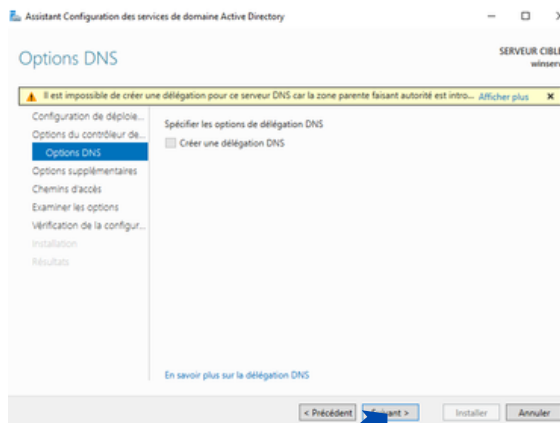 Assistant Configuration des services de domaine Active Directory
Options DNS
SERVEUR CIBL
winser
Il est impossible de créer une délégation pour ce serveur DNS car la zone parente faisant autorité est intro... Afficher plus
Configuration de déploie...
Options du contrôleur de...
Options DNS
Options supplémentaires
Chemins d'accès
Examiner les options
Vérification de la configur...
Installation
Résultats
Spécifier les options de délégation DNS
Créer une délégation DNS
En savoir plus sur la délégation DNS
< Précédent
Suivant >
Installer
Annuler